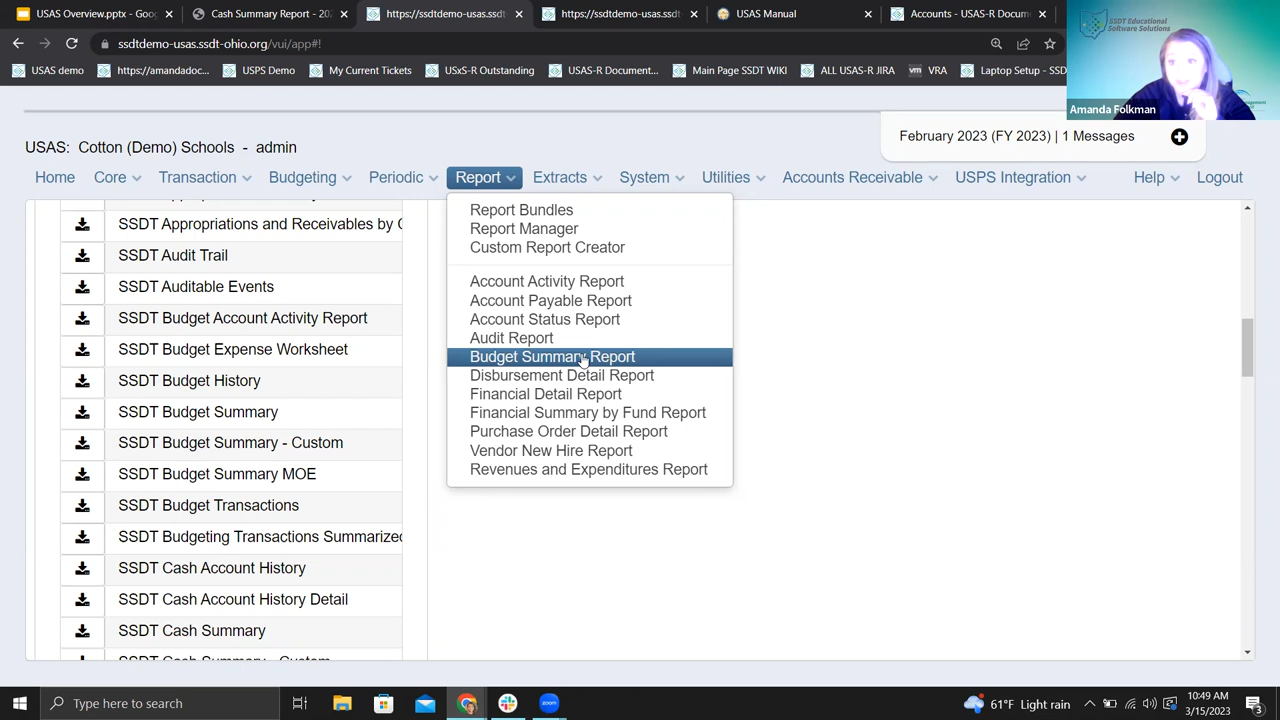 USAS Overview.pptx - Goog
Cash Summary Report - 202
https://ssdtdemo-usas.ssdt
https://ssdtdemo-usas.ssdt
USAS Manual
Accounts - USAS-R Docum
ssdtdemo-usas.ssdt-ohio.org/vui/app#!
USAS demo
https://amandadoc...
USPS Demo
My Current Tickets
USxS-R Outstanding
USAS-R Document...
Main Page SSDT WIKI
ALL USAS-R JIRA
vm
VRA
Laptop Setup - SSD
SSDT Educational
Software Solutions
Amanda Folkman
February 2023 (FY 2023) | 1 Messages
USAS: Cotton (Demo) Schools - admin
Home Core Transaction Budgeting Periodic Report Extracts System Utilities Accounts Receivable USPS Integration Help Logout
Report Bundles
Report Manager
Custom Report Creator
Account Activity Report
Account Payable Report
Account Status Report
Audit Report
Budget Summary Report
Disbursement Detail Report
Financial Detail Report
Financial Summary by Fund Report
Purchase Order Detail Report
Vendor New Hire Report
Revenues and Expenditures Report
SSDT Appropriations and Receivables by C
SSDT Audit Trail
SSDT Auditable Events
SSDT Budget Account Activity Report
SSDT Budget Expense Worksheet
SSDT Budget History
SSDT Budget Summary
SSDT Budget Summary - Custom
SSDT Budget Summary MOE
SSDT Budget Transactions
SSDT Budgeting Transactions Summarized
SSDT Cash Account History
SSDT Cash Account History Detail
SSDT Cash Summary
SSDT Cash Summary - Custom
Type here to search
zoom
61°F Light rain
10:49 AM
3/15/2023
3